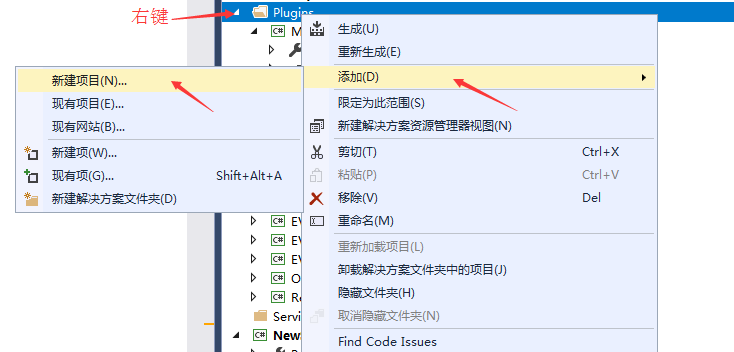 右键
Plugins
M
生成(U)
重新生成(E)
添加(D)
限定为此范围(S)
新建解决方案资源管理器视图(N)
剪切(T) Ctrl+X
粘贴(P) Ctrl+V
移除(V) Del
重命名(M)
重新加载项目(L)
卸载解决方案文件夹中的项目(J)
隐藏文件夹(H)
取消隐藏文件夹(N)
Find Code Issues
新建项目(N)...
现有项目(E)...
现有网站(B)...
新建项(W)...
现有项(G)... Shift+Alt+A
新建解决方案文件夹(D)
C# EV
C# EV
C# EV
C# O
C# Re
Servi
C# News